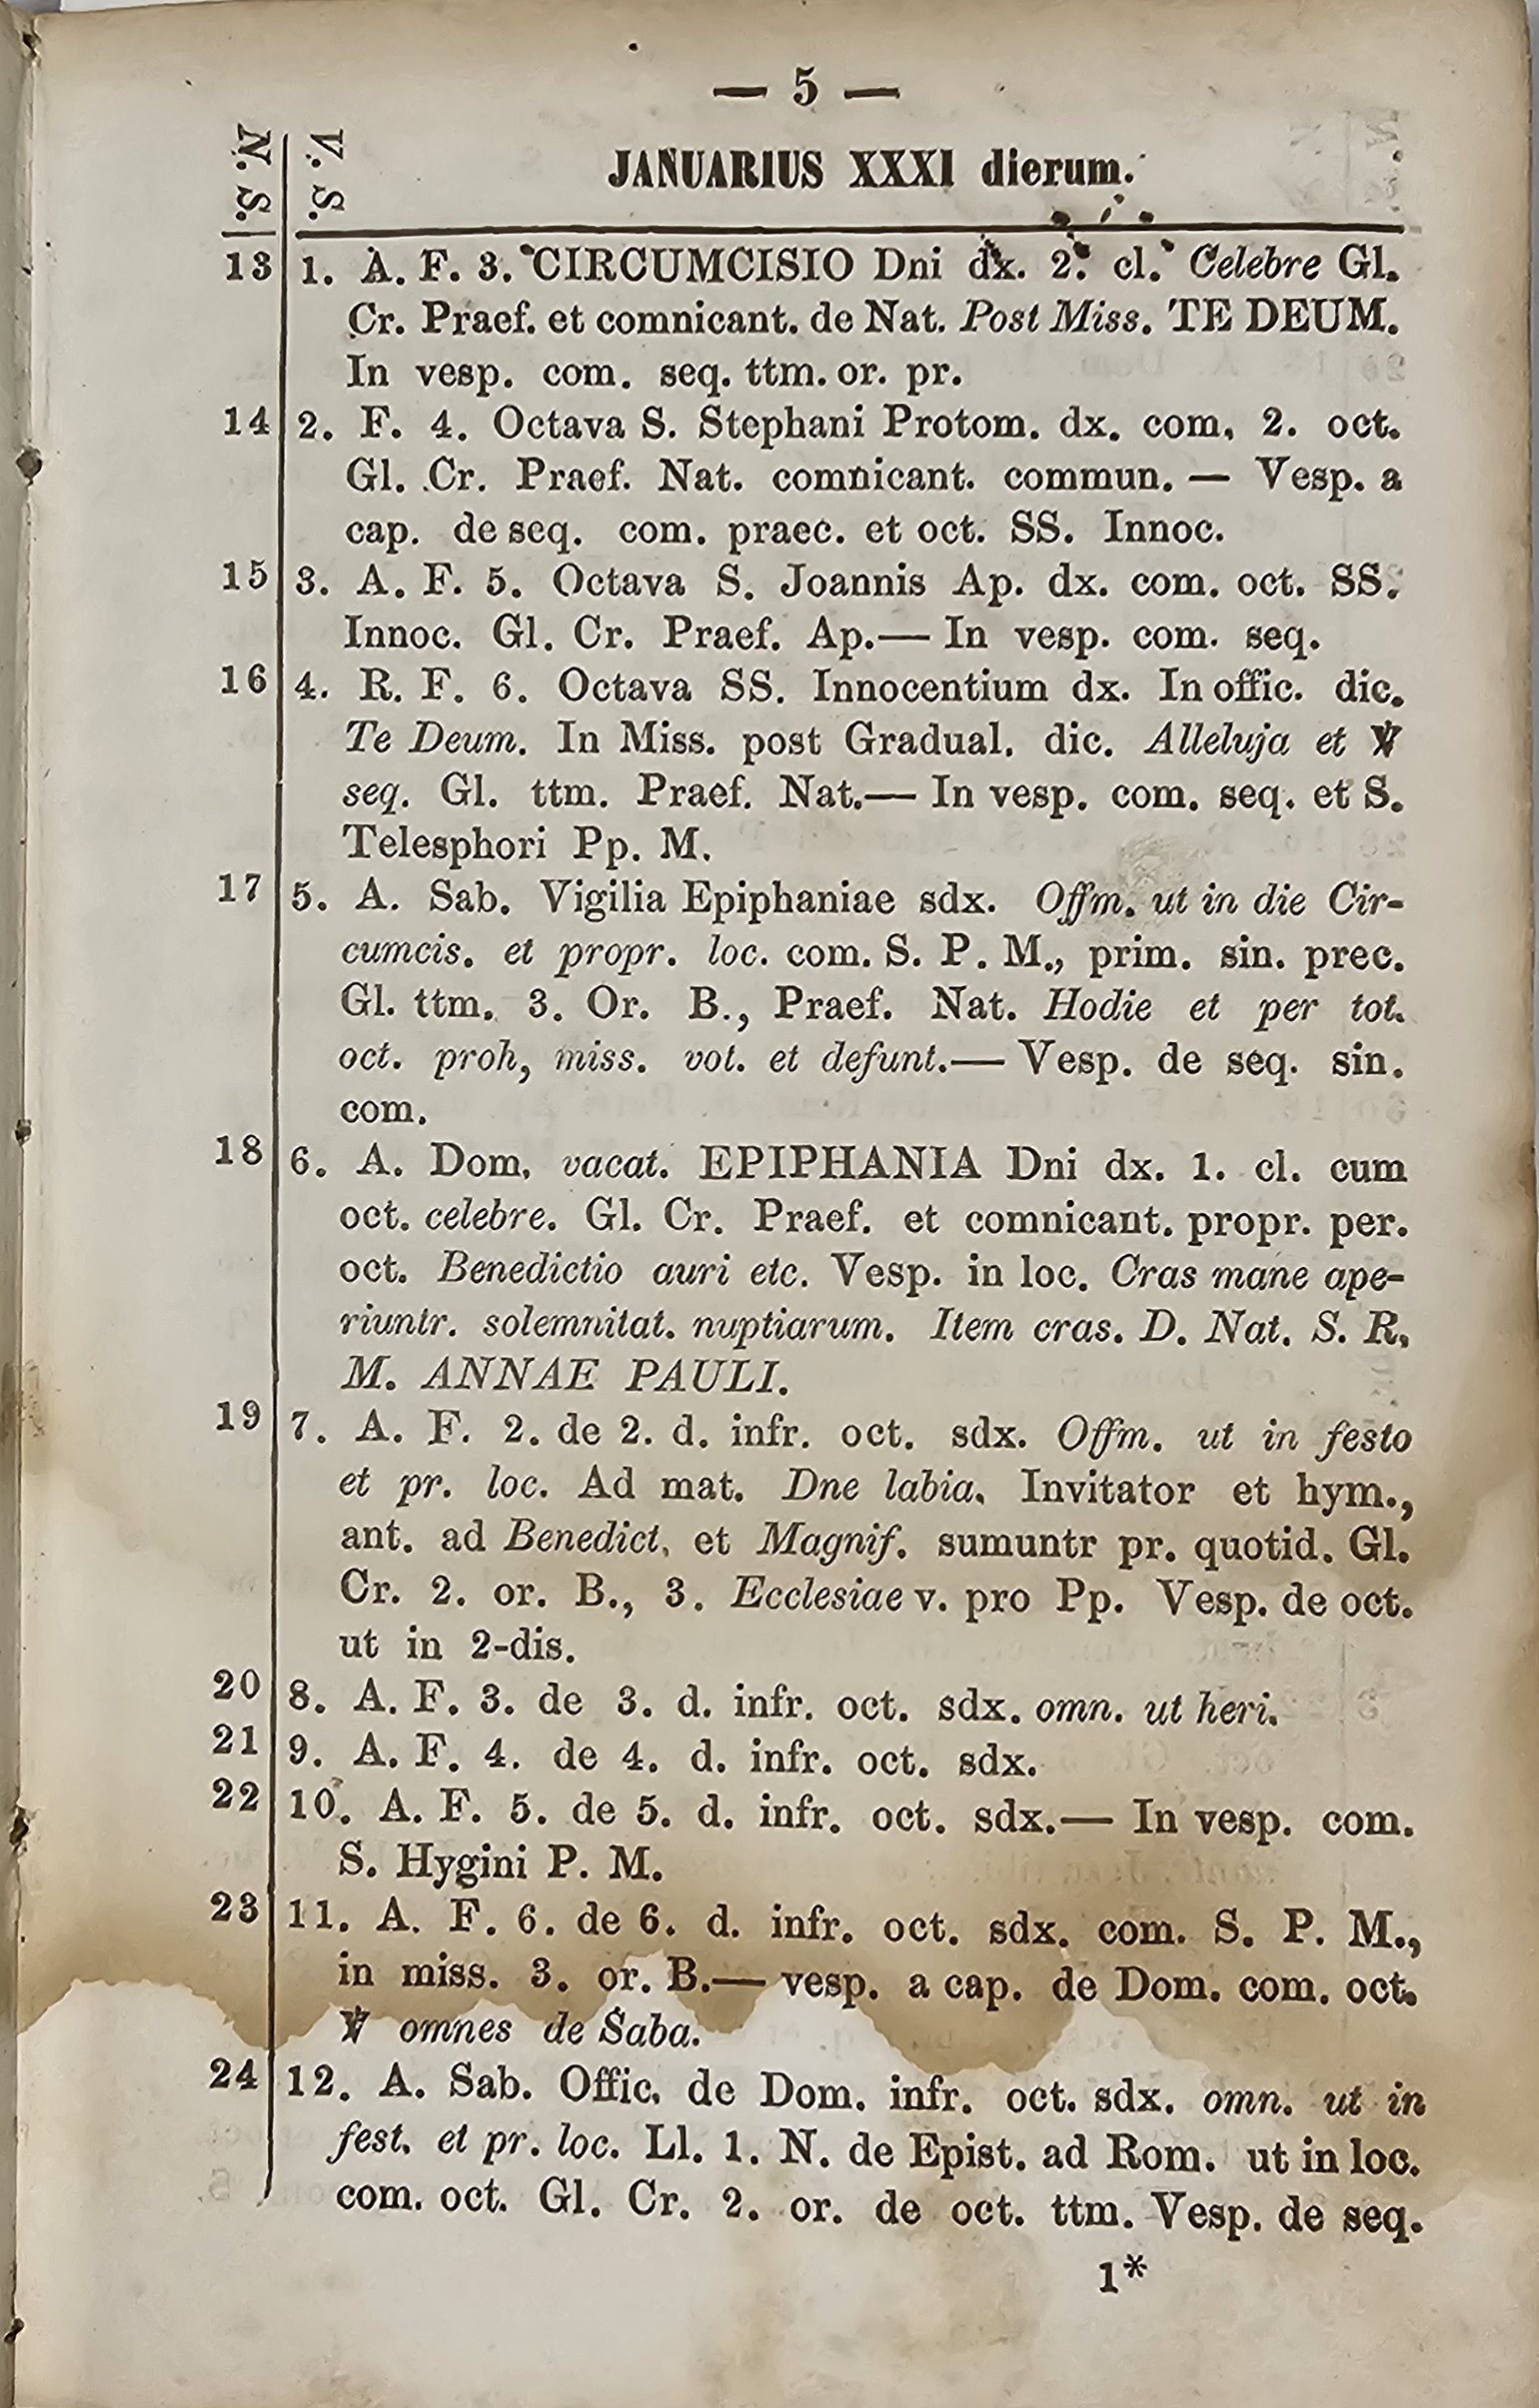 — 5 —
N. S. V. S. JANUARIUS XXXI dierum.
13 1. A. F. 3. CIRCUMCISIO Dni dx. 2. cl. Celebre Gl.
Cr. Praef. et comnicant. de Nat. Post Miss. TE DEUM.
In vesp. com. seq. ttm. or. pr.
14 2. F. 4. Octava S. Stephani Protom. dx. com. 2. oct.
Gl. Cr. Praef. Nat. comnicant. commun. — Vesp. a
cap. de seq. com. praec. et oct. SS. Innoc.
15 3. A. F. 5. Octava S. Joannis Ap. dx. com. oct. SS.
Innoc. Gl. Cr. Praef. Ap.— In vesp. com. seq.
16 4. R. F. 6. Octava SS. Innocentium dx. In offic. dic.
Te Deum. In Miss. post Gradual. dic. Alleluja et ℣
seq. Gl. ttm. Praef. Nat.— In vesp. com. seq. et S.
Telesphori Pp. M.
17 5. A. Sab. Vigilia Epiphaniae sdx. Offm. ut in die Cir-
cumcis. et propr. loc. com. S. P. M., prim. sin. prec.
Gl. ttm. 3. Or. B., Praef. Nat. Hodie et per tot.
oct. proh, miss. vot. et defunt.— Vesp. de seq. sin.
com.
18 6. A. Dom. vacat. EPIPHANIA Dni dx. 1. cl. cum
oct. celebre. Gl. Cr. Praef. et comnicant. propr. per.
oct. Benedictio auri etc. Vesp. in loc. Cras mane ape-
riuntr. solemnitat. nuptiarum. Item cras. D. Nat. S. R.
M. ANNAE PAULI.
19 7. A. F. 2. de 2. d. infr. oct. sdx. Offm. ut in festo
et pr. loc. Ad mat. Dne labia. Invitator et hym.,
ant. ad Benedict. et Magnif. sumuntr pr. quotid. Gl.
Cr. 2. or. B., 3. Ecclesiae v. pro Pp. Vesp. de oct.
ut in 2-dis.
20 8. A. F. 3. de 3. d. infr. oct. sdx. omn. ut heri.
21 9. A. F. 4. de 4. d. infr. oct. sdx.
22 10. A. F. 5. de 5. d. infr. oct. sdx.— In vesp. com.
S. Hygini P. M.
23 11. A. F. 6. de 6. d. infr. oct. sdx. com. S. P. M.,
in miss. 3. or. B.— vesp. a cap. de Dom. com. oct.
℣ omnes de Saba.
24 12. A. Sab. Offic. de Dom. infr. oct. sdx. omn. ut in
fest. et pr. loc. Ll. 1. N. de Epist. ad Rom. ut in loc.
com. oct. Gl. Cr. 2. or. de oct. ttm. Vesp. de seq.
1*